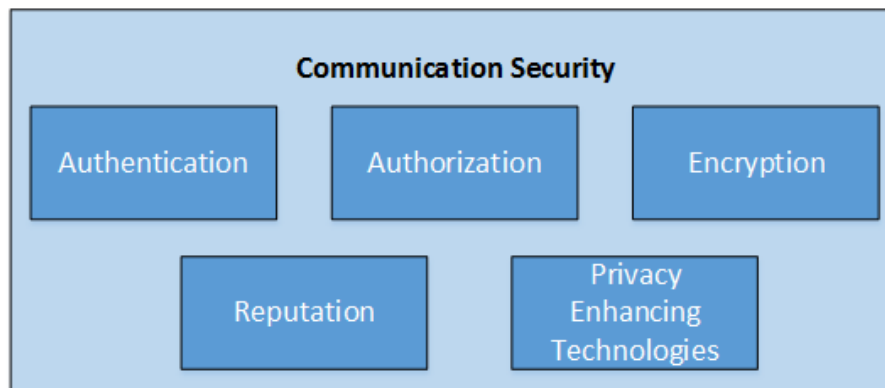 Communication Security
Authentication
Authorization
Encryption
Reputation
Privacy
Enhancing
Technologies